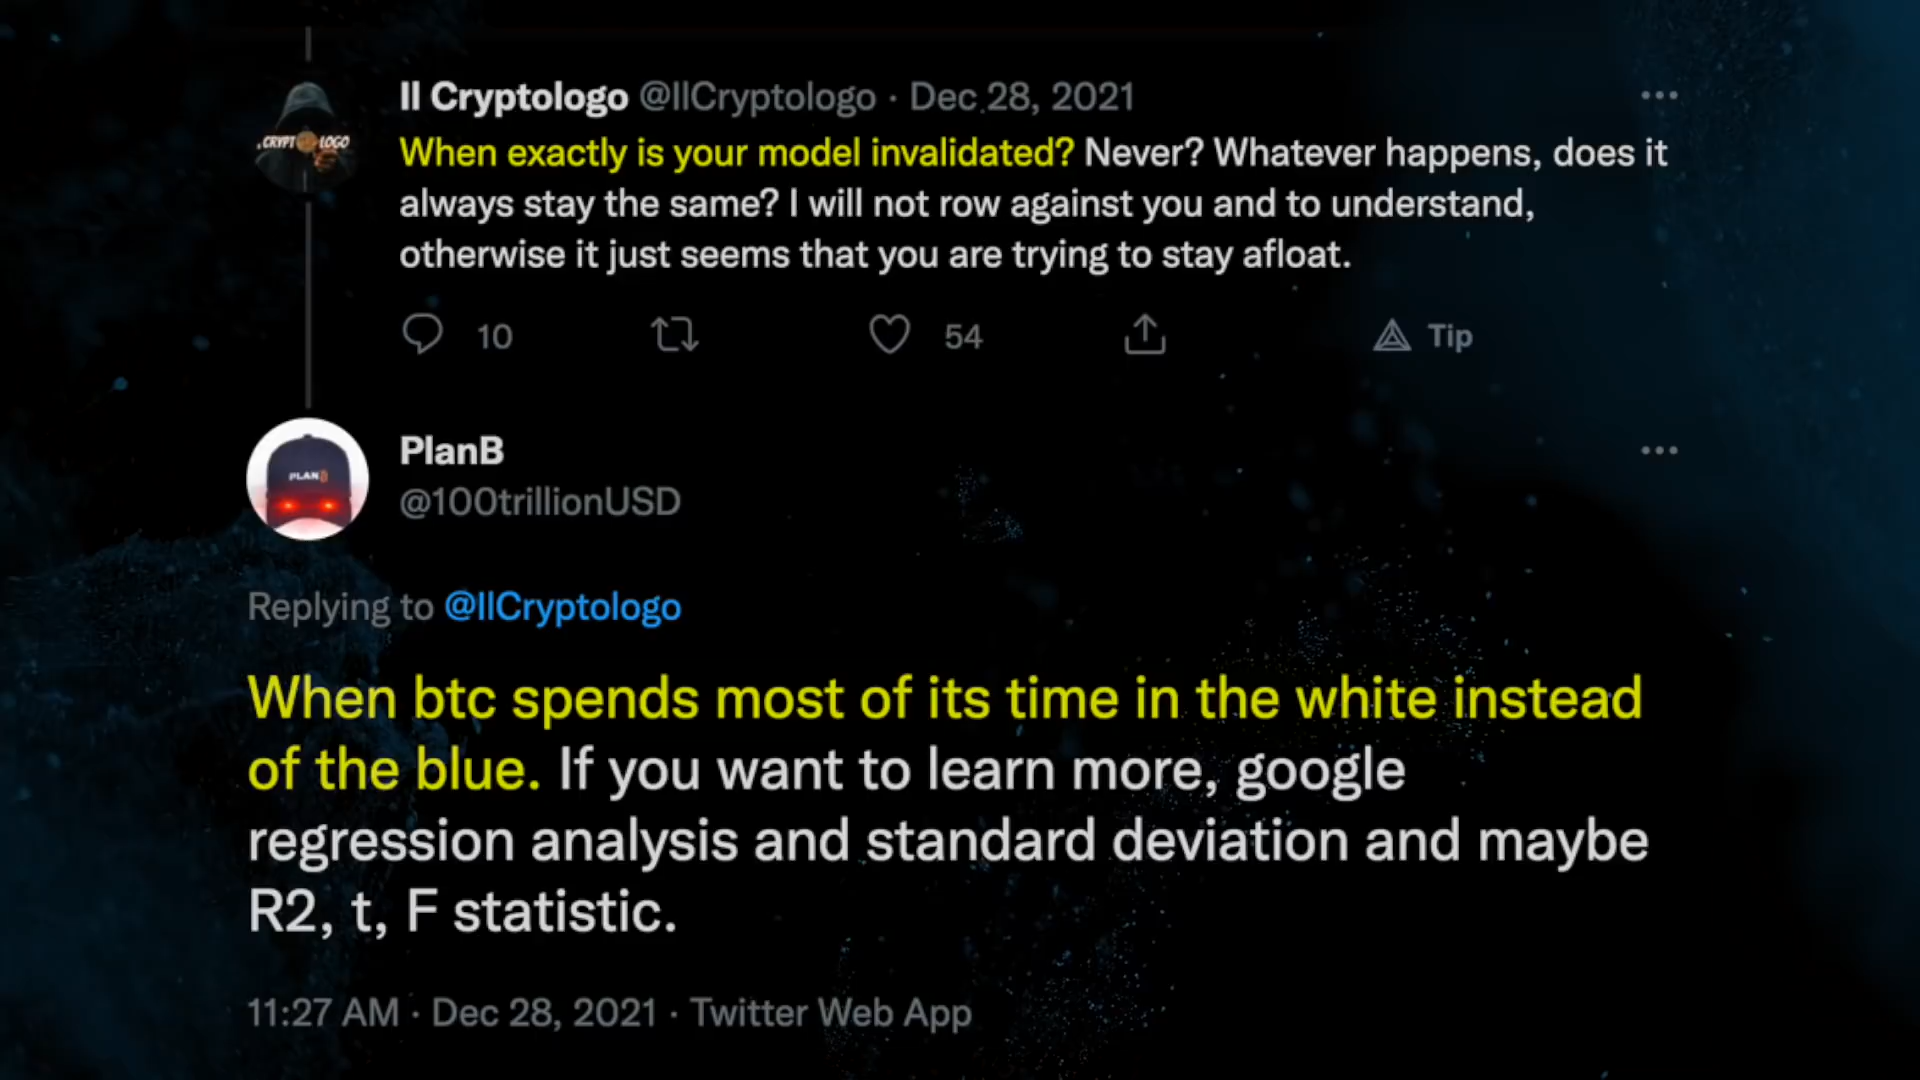 Il Cryptologo @IlCryptologo · Dec 28, 2021
CRYPT LOGO
When exactly is your model invalidated? Never? Whatever happens, does it
always stay the same? I will not row against you and to understand,
otherwise it just seems that you are trying to stay afloat.
10 54 Tip
PlanB
PLANB
@100trillionUSD
Replying to @IlCryptologo
When btc spends most of its time in the white instead
of the blue. If you want to learn more, google
regression analysis and standard deviation and maybe
R2, t, F statistic.
11:27 AM · Dec 28, 2021 · Twitter Web App